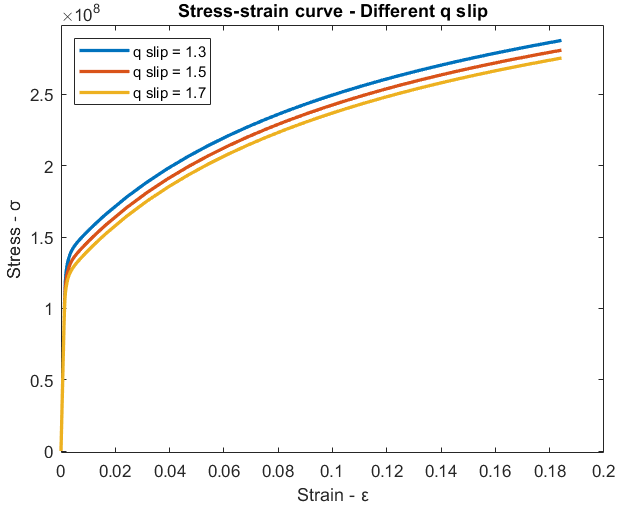 Stress-strain curve - Different q slip
×10⁸
q slip = 1.3
q slip = 1.5
q slip = 1.7
2.5
2
1.5
1
0.5
0
Stress - σ
0 0.02 0.04 0.06 0.08 0.1 0.12 0.14 0.16 0.18 0.2
Strain - ε